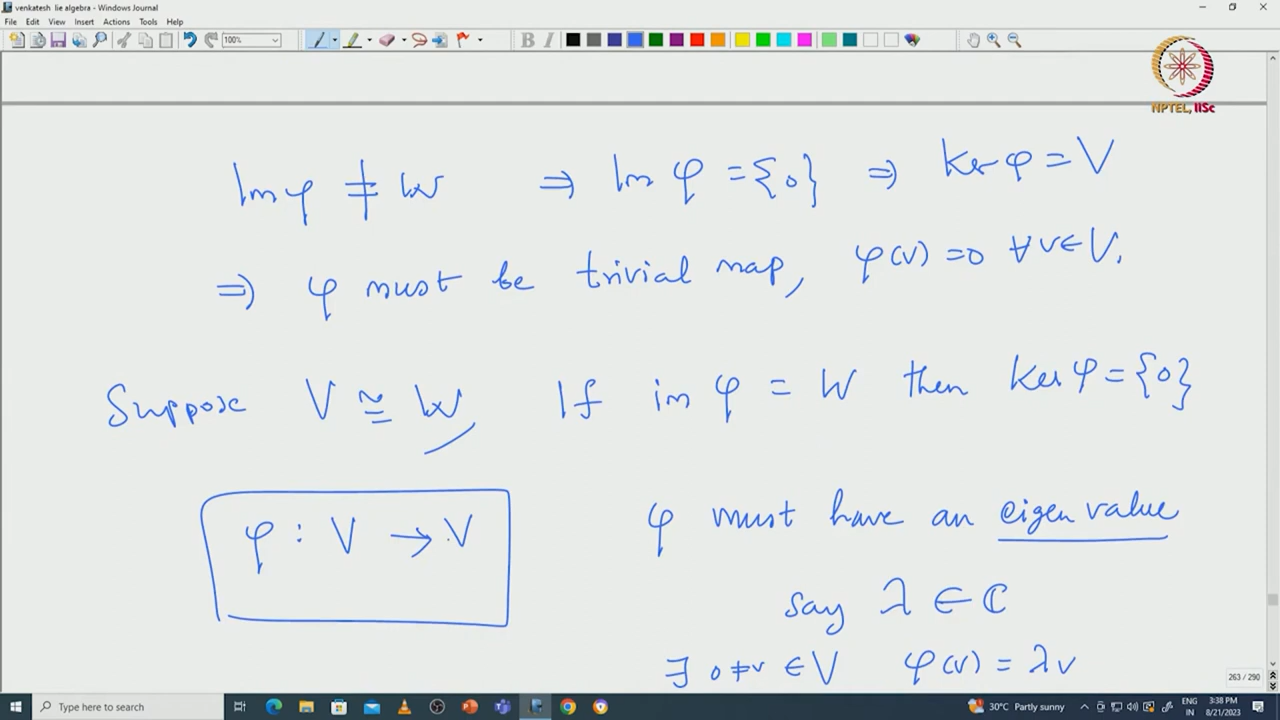 venkatesh lie algebra - Windows Journal
File Edit View Insert Actions Tools Help
100%
B I
NPTEL, IISc
Im φ ≠ W ⇒ Im φ = {0} ⇒ Ker φ = V
⇒ φ must be trivial map, φ(v) = 0 ∀ v ∈ V.
Suppose V ≅ W If im φ = W then Ker φ = {0}
φ : V → V φ must have an eigen value
say λ ∈ ℂ
∃ 0 ≠ v ∈ V φ(v) = λv
263 / 290
Type here to search
30°C Partly sunny
ENG
IN
3:38 PM
8/21/2023